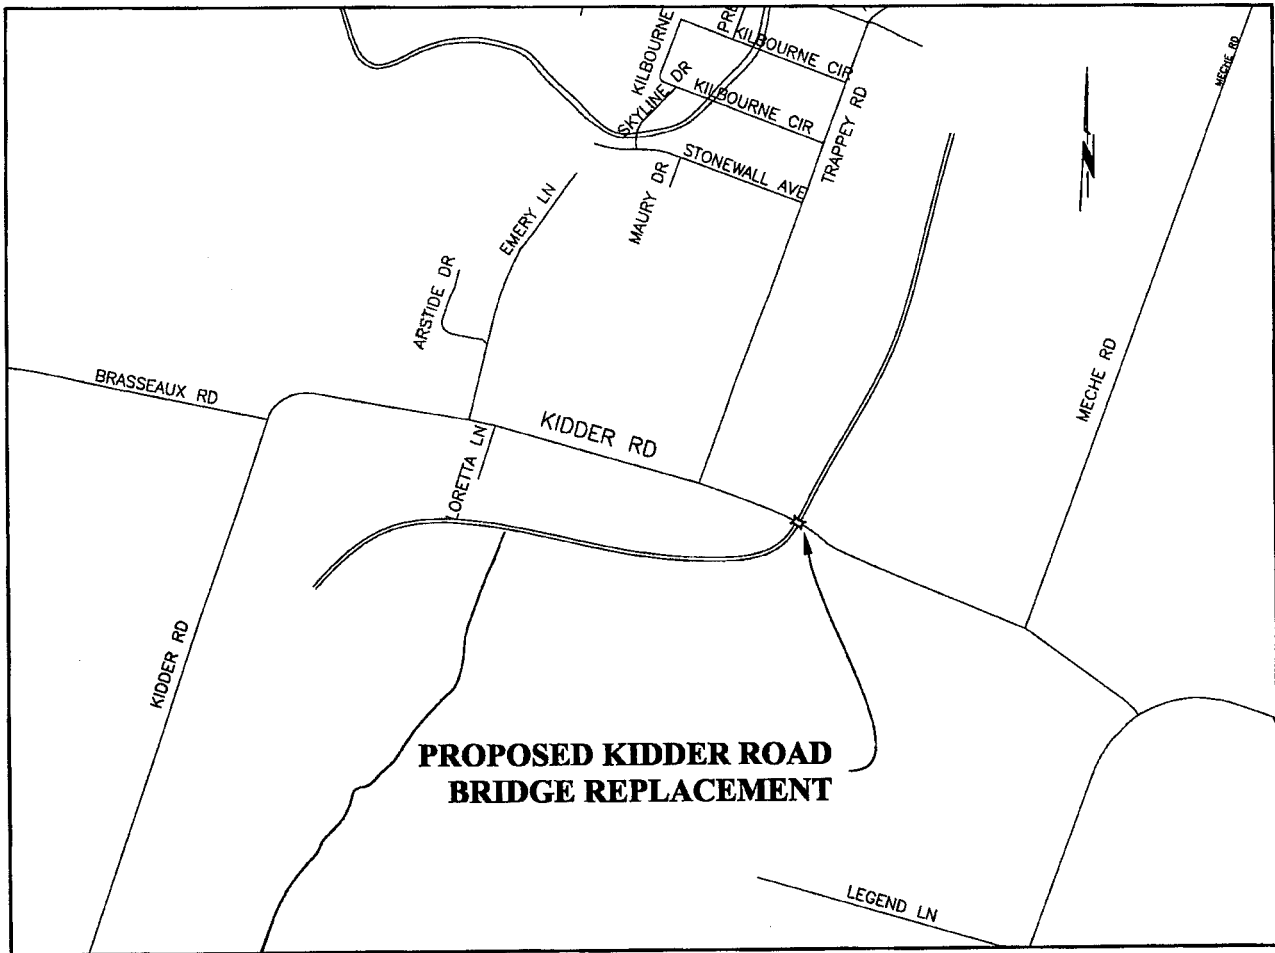 KILBOURNE
PRE
KILBOURNE CIR
SKYLINE DR
KILBOURNE CIR
TRAPPEY RD
MECHE RD
STONEWALL AVE
MAURY DR
EMERY LN
ARSTIDE DR
BRASSEAUX RD
KIDDER RD
LORETTA LN
MECHE RD
KIDDER RD
PROPOSED KIDDER ROAD
BRIDGE REPLACEMENT
LEGEND LN
N